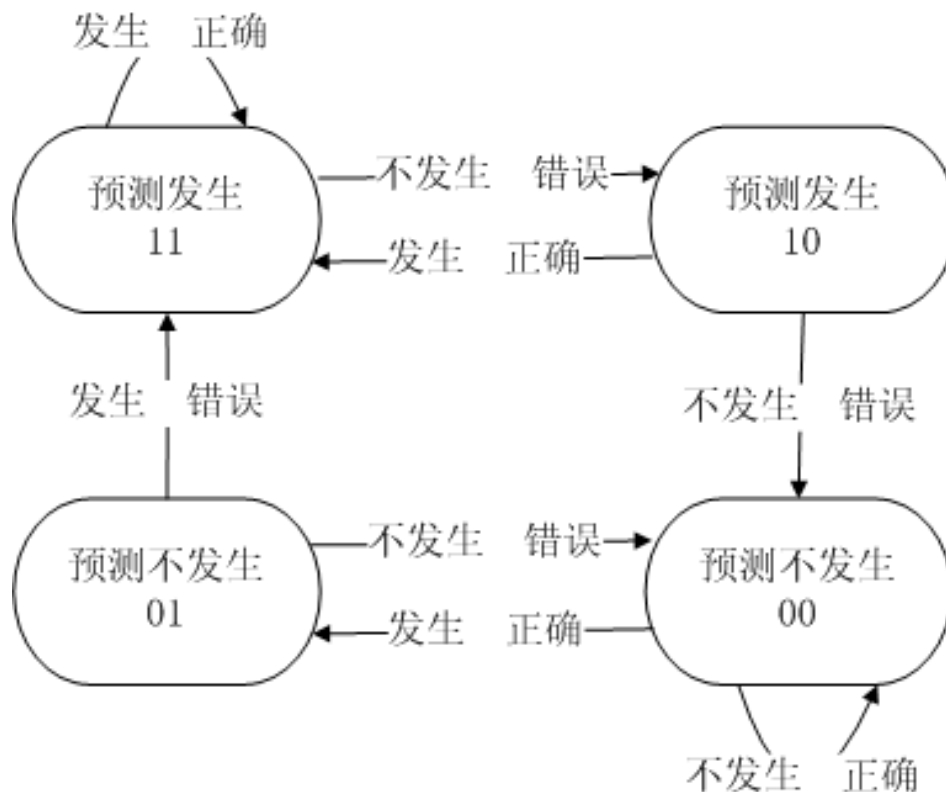 发生 正确
预测发生
11
不发生 错误
发生 正确
预测发生
10
发生 错误
不发生 错误
预测不发生
01
不发生 错误
发生 正确
预测不发生
00
不发生 正确